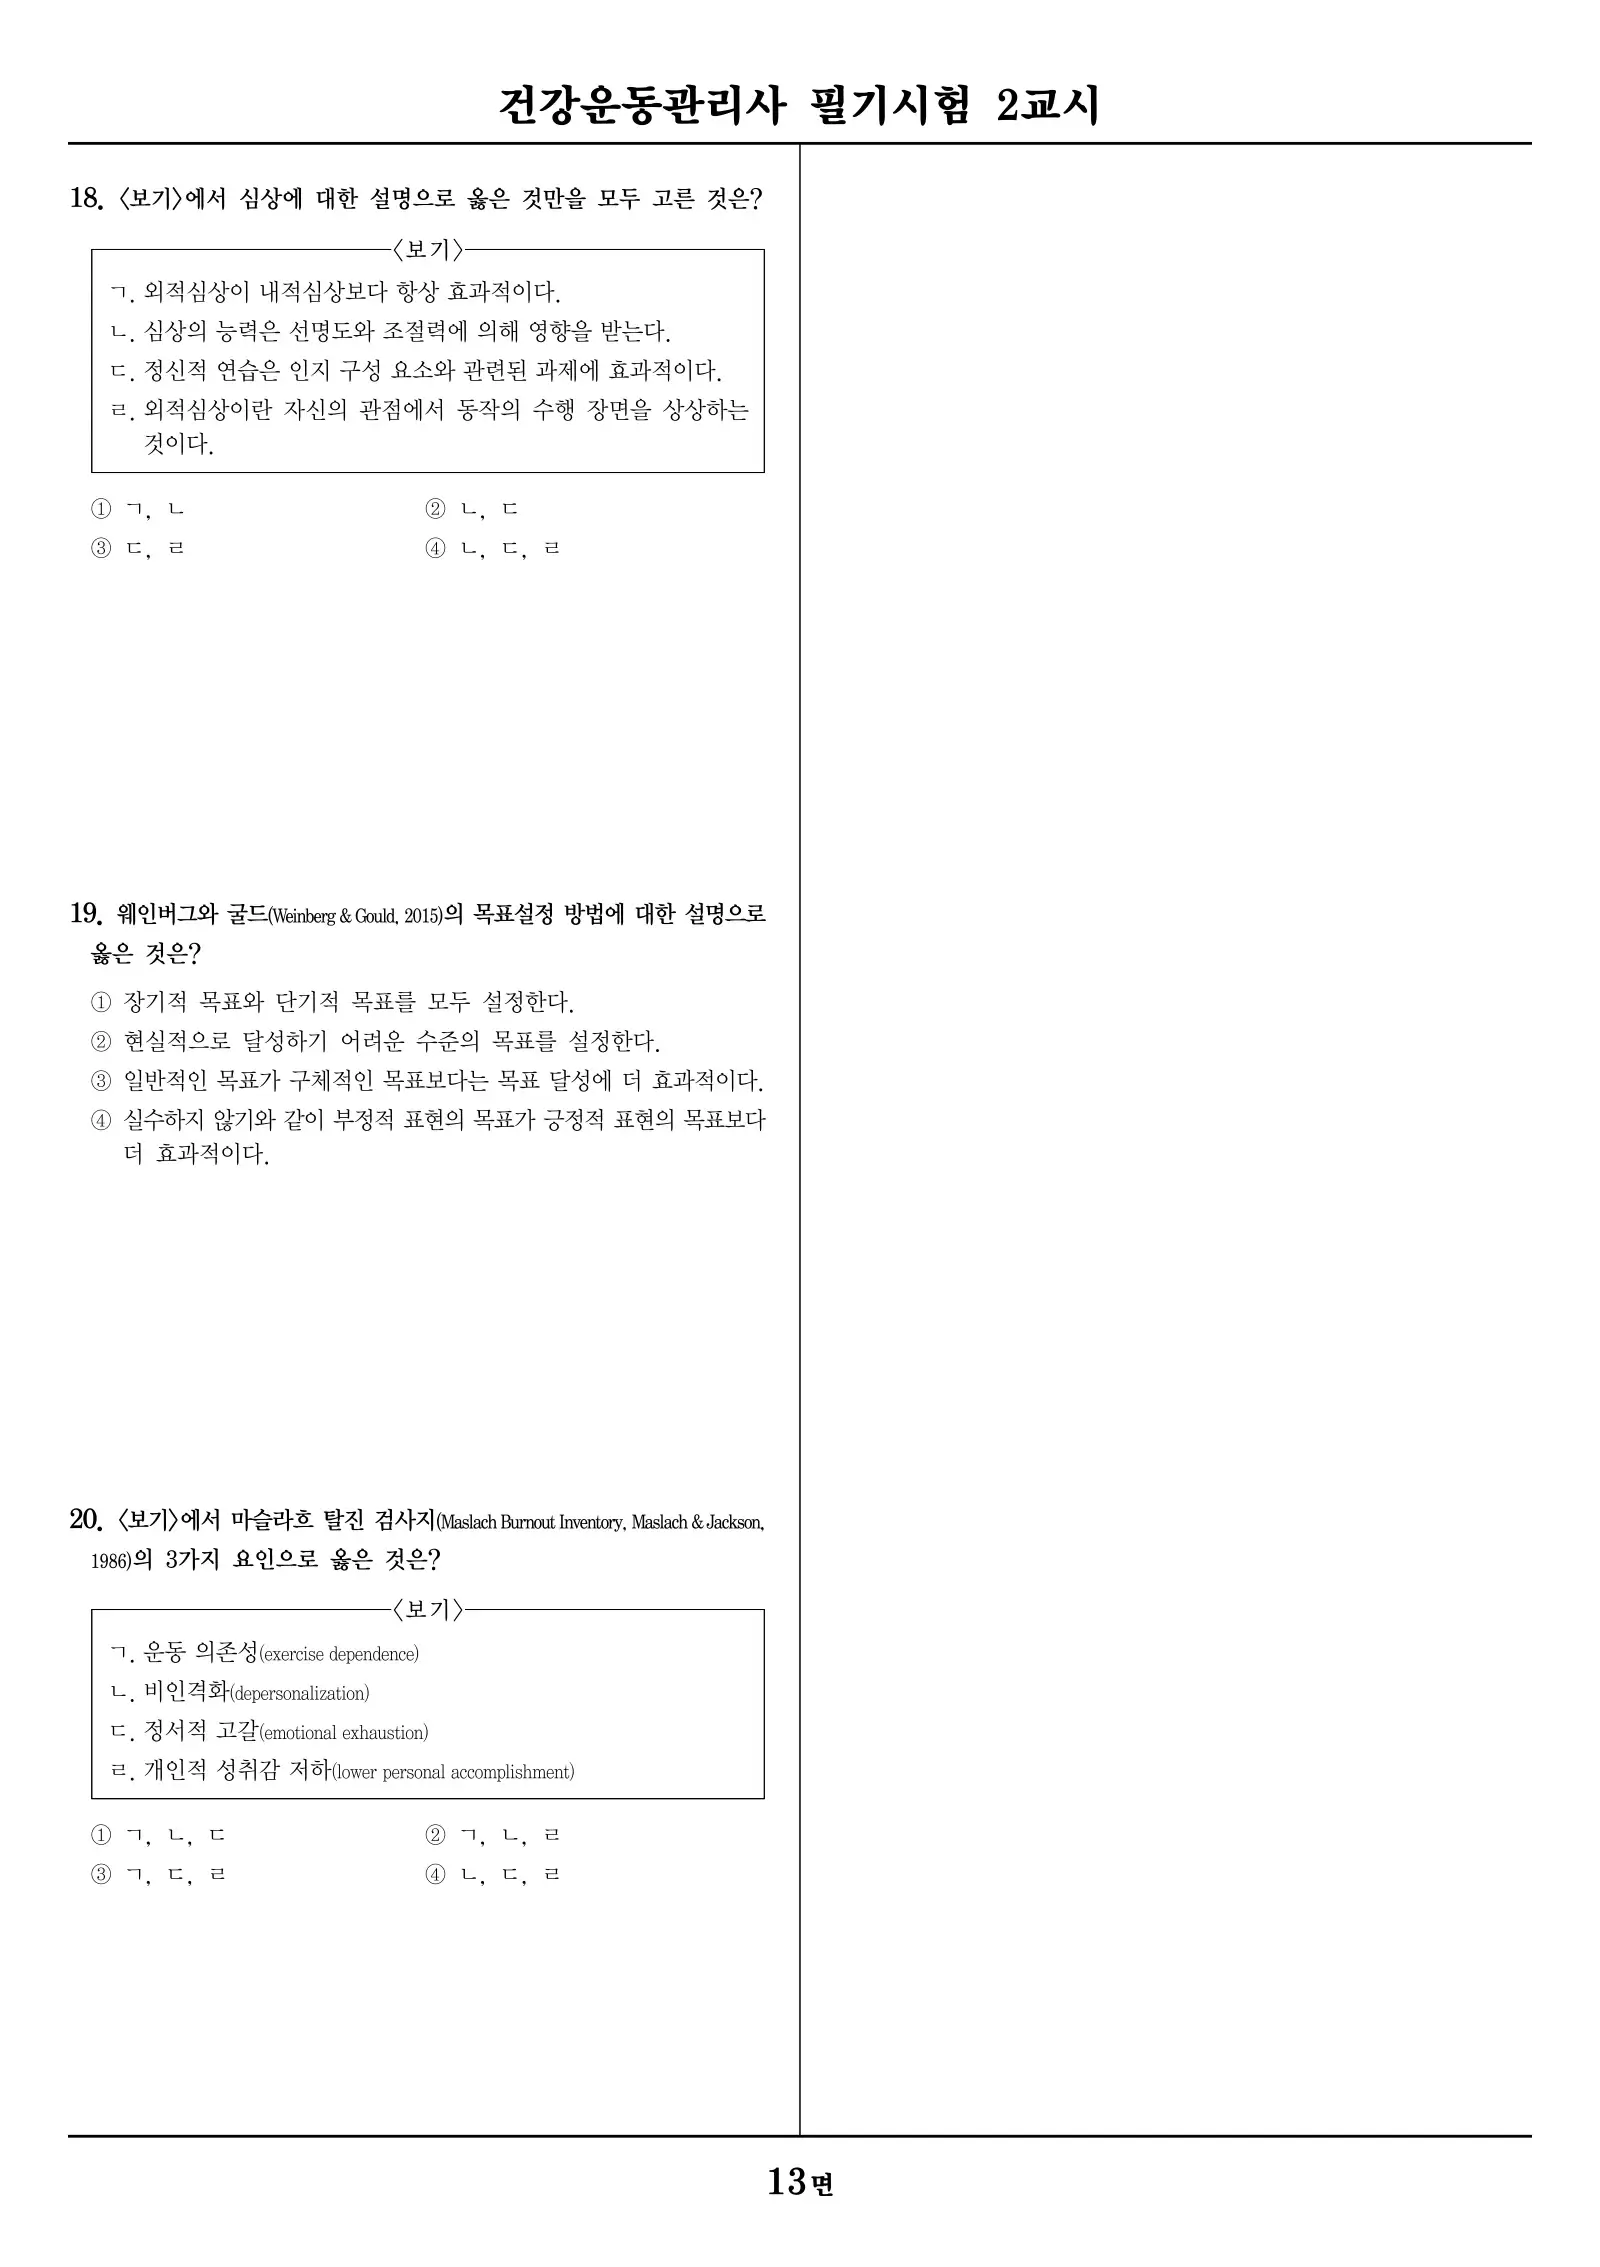 건강운동관리사 필기시험 2교시
18. 〈보기〉에서 심상에 대한 설명으로 옳은 것만을 모두 고른 것은?
〈보기〉
ㄱ. 외적심상이 내적심상보다 항상 효과적이다.
ㄴ. 심상의 능력은 선명도와 조절력에 의해 영향을 받는다.
ㄷ. 정신적 연습은 인지 구성 요소와 관련된 과제에 효과적이다.
ㄹ. 외적심상이란 자신의 관점에서 동작의 수행 장면을 상상하는
것이다.
① ㄱ, ㄴ ② ㄴ, ㄷ
③ ㄷ, ㄹ ④ ㄴ, ㄷ, ㄹ
19. 웨인버그와 굴드(Weinberg & Gould, 2015)의 목표설정 방법에 대한 설명으로
옳은 것은?
① 장기적 목표와 단기적 목표를 모두 설정한다.
② 현실적으로 달성하기 어려운 수준의 목표를 설정한다.
③ 일반적인 목표가 구체적인 목표보다는 목표 달성에 더 효과적이다.
④ 실수하지 않기와 같이 부정적 표현의 목표가 긍정적 표현의 목표보다
더 효과적이다.
20. 〈보기〉에서 마슬라흐 탈진 검사지(Maslach Burnout Inventory, Maslach & Jackson,
1986)의 3가지 요인으로 옳은 것은?
〈보기〉
ㄱ. 운동 의존성(exercise dependence)
ㄴ. 비인격화(depersonalization)
ㄷ. 정서적 고갈(emotional exhaustion)
ㄹ. 개인적 성취감 저하(lower personal accomplishment)
① ㄱ, ㄴ, ㄷ ② ㄱ, ㄴ, ㄹ
③ ㄱ, ㄷ, ㄹ ④ ㄴ, ㄷ, ㄹ
13면